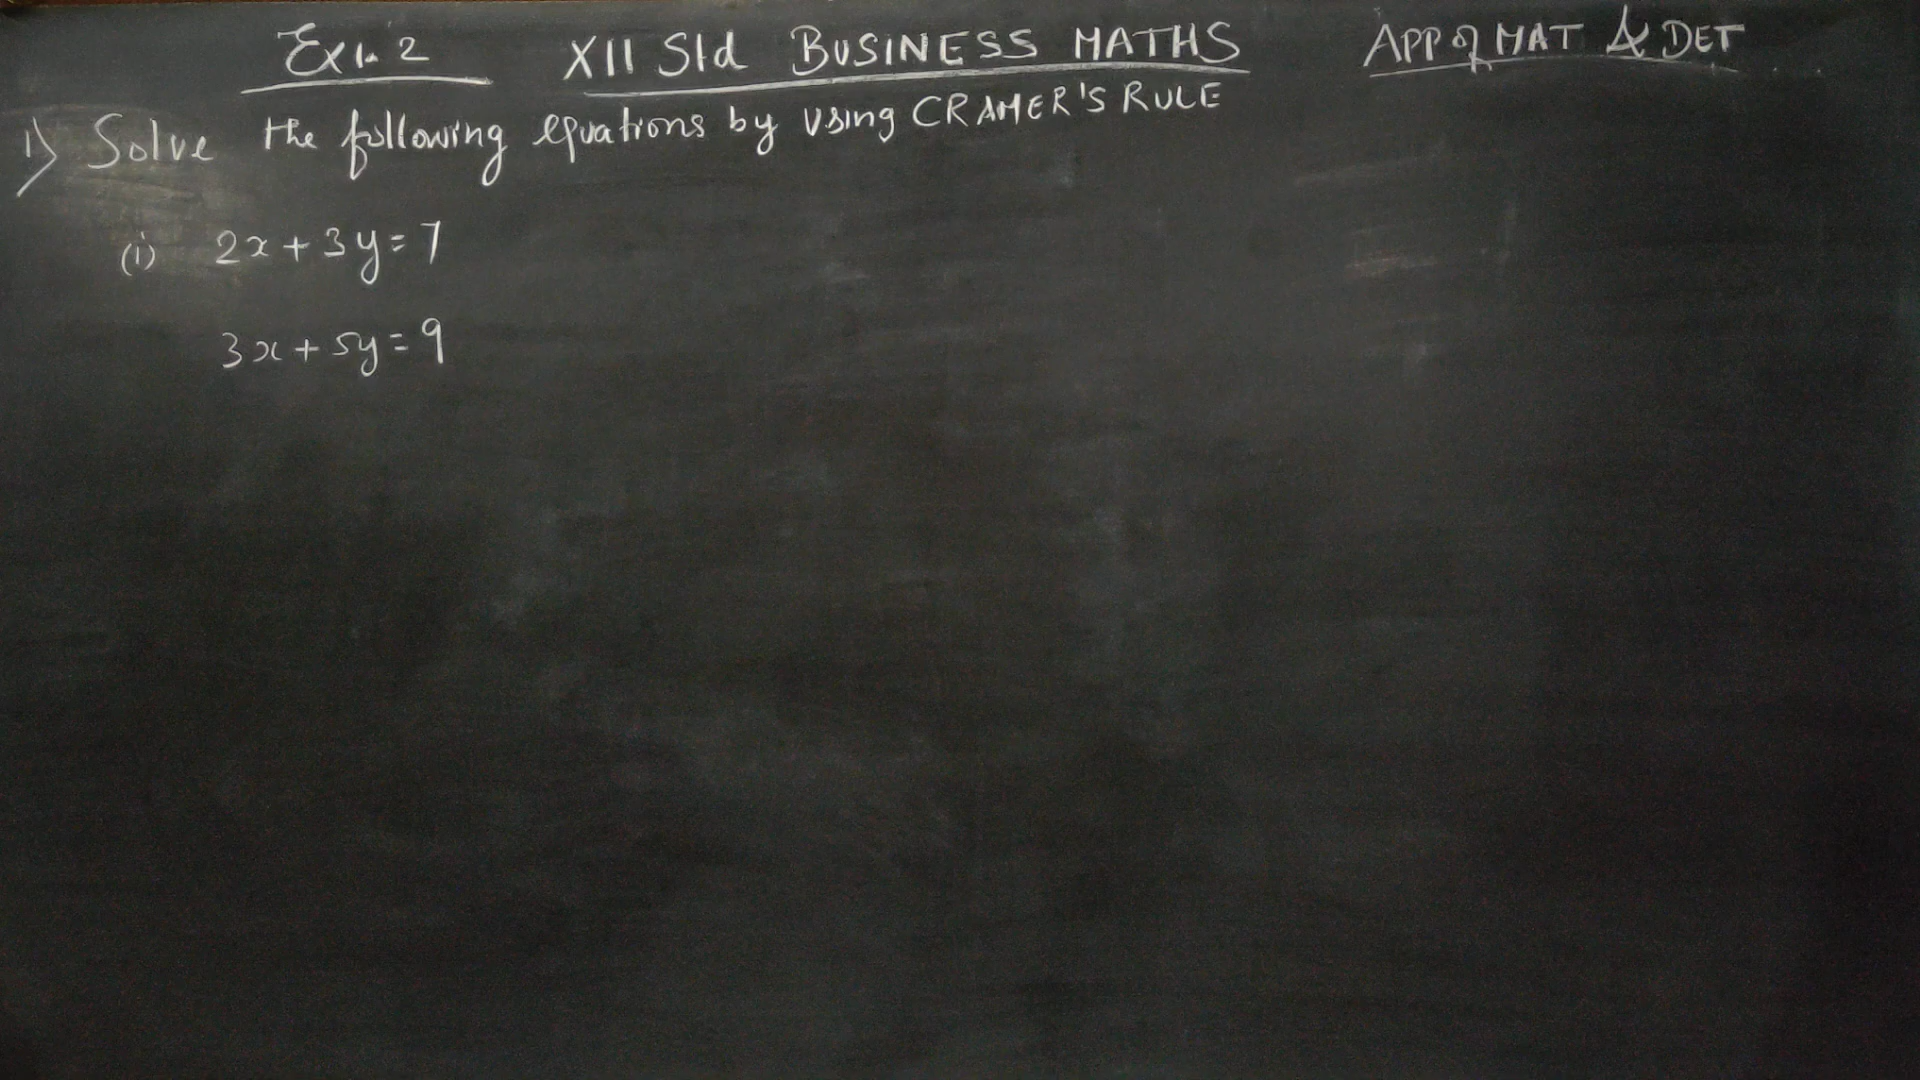 Ex 1.2 XII Std BUSINESS MATHS APP of MAT & DET
1) Solve the following equations by using CRAMER'S RULE
(i) 2x + 3y = 7
3x + 5y = 9